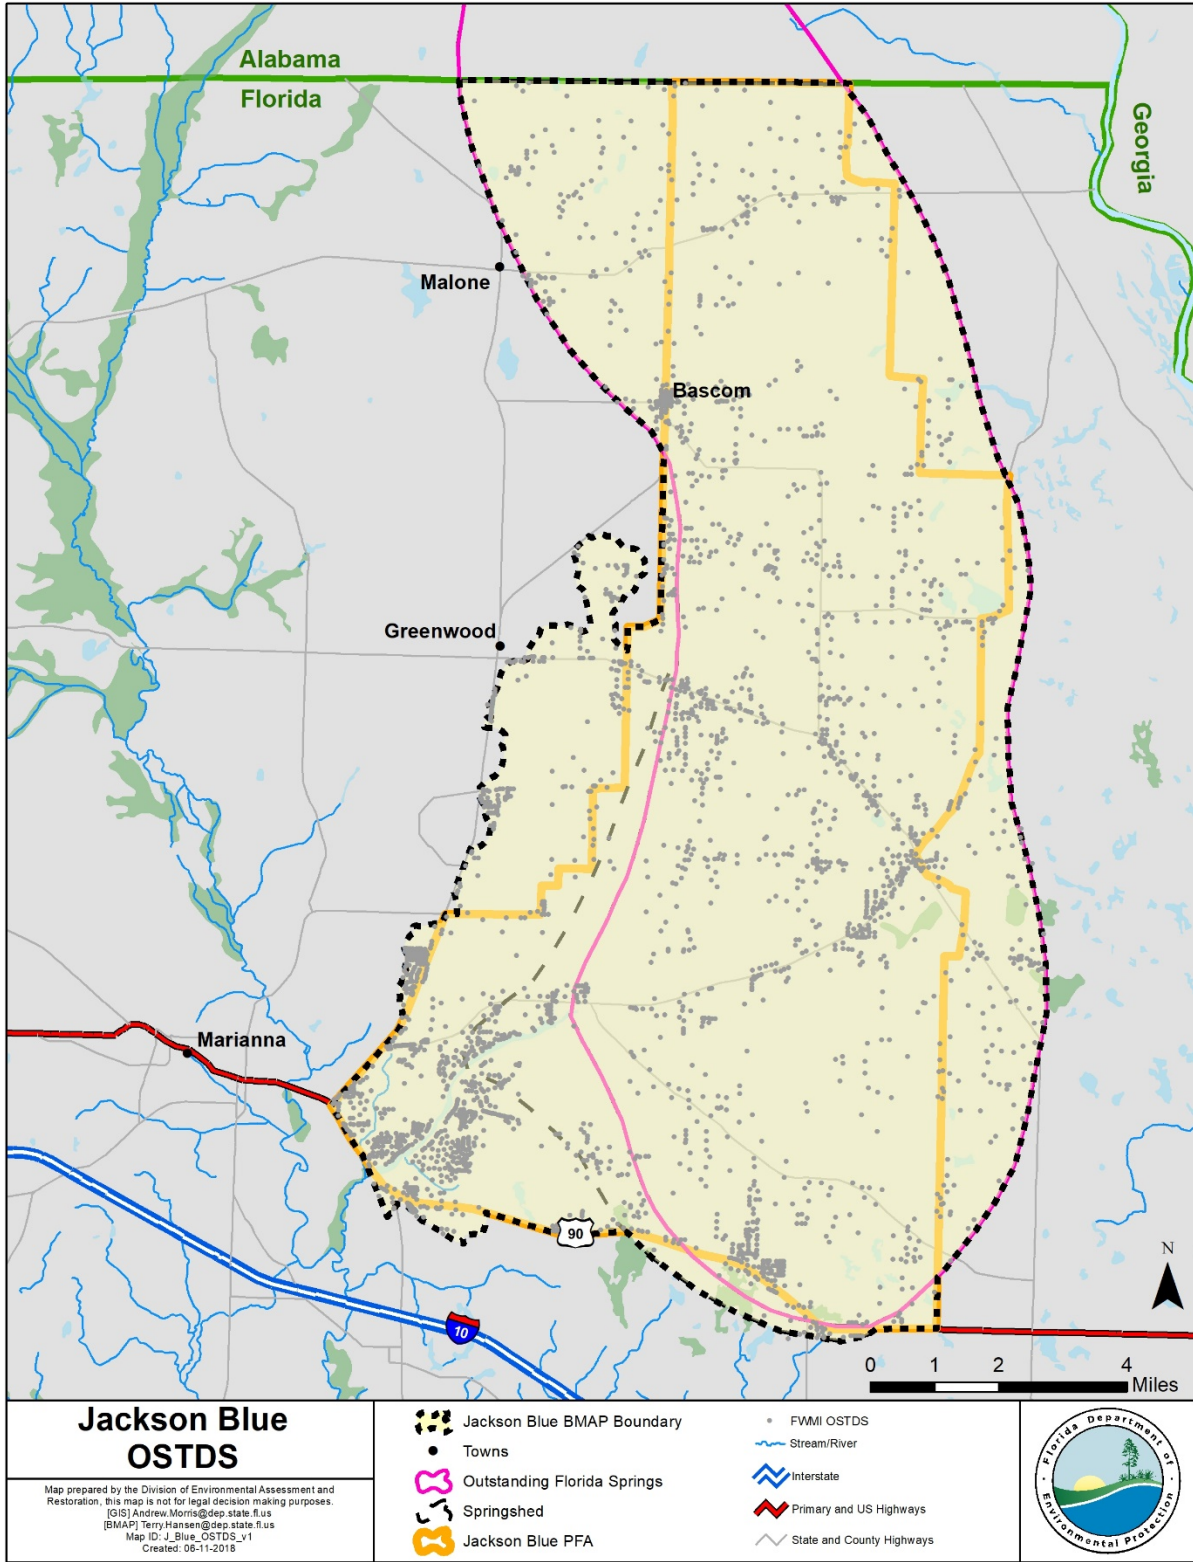 Alabama
Florida
Georgia
Malone
Bascom
Greenwood
Marianna
90
10
N
0 1 2 4
Miles
Jackson Blue
OSTDS
Map prepared by the Division of Environmental Assessment and
Restoration, this map is not for legal decision making purposes.
[GIS] Andrew.Morris@dep.state.fl.us
[BMAP] Terry.Hansen@dep.state.fl.us
Map ID: J_Blue_OSTDS_v1
Created: 06-11-2018
Jackson Blue BMAP Boundary
Towns
Outstanding Florida Springs
Springshed
Jackson Blue PFA
FWMI OSTDS
Stream/River
Interstate
Primary and US Highways
State and County Highways
Florida Department of
Environmental Protection